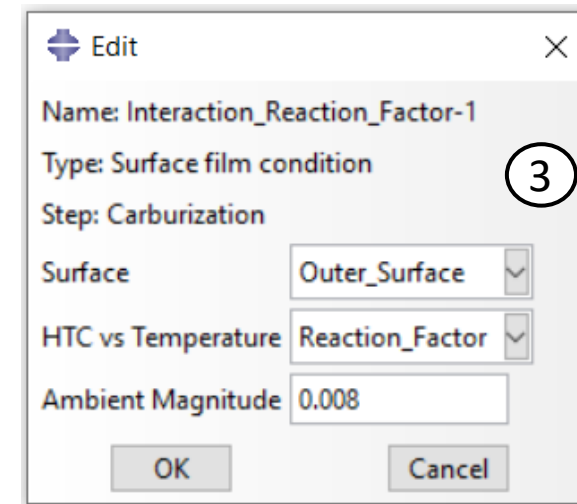 Edit
Name: Interaction_Reaction_Factor-1
Type: Surface film condition
3
Step: Carburization
Surface Outer_Surface
HTC vs Temperature Reaction_Factor
Ambient Magnitude 0.008
OK Cancel